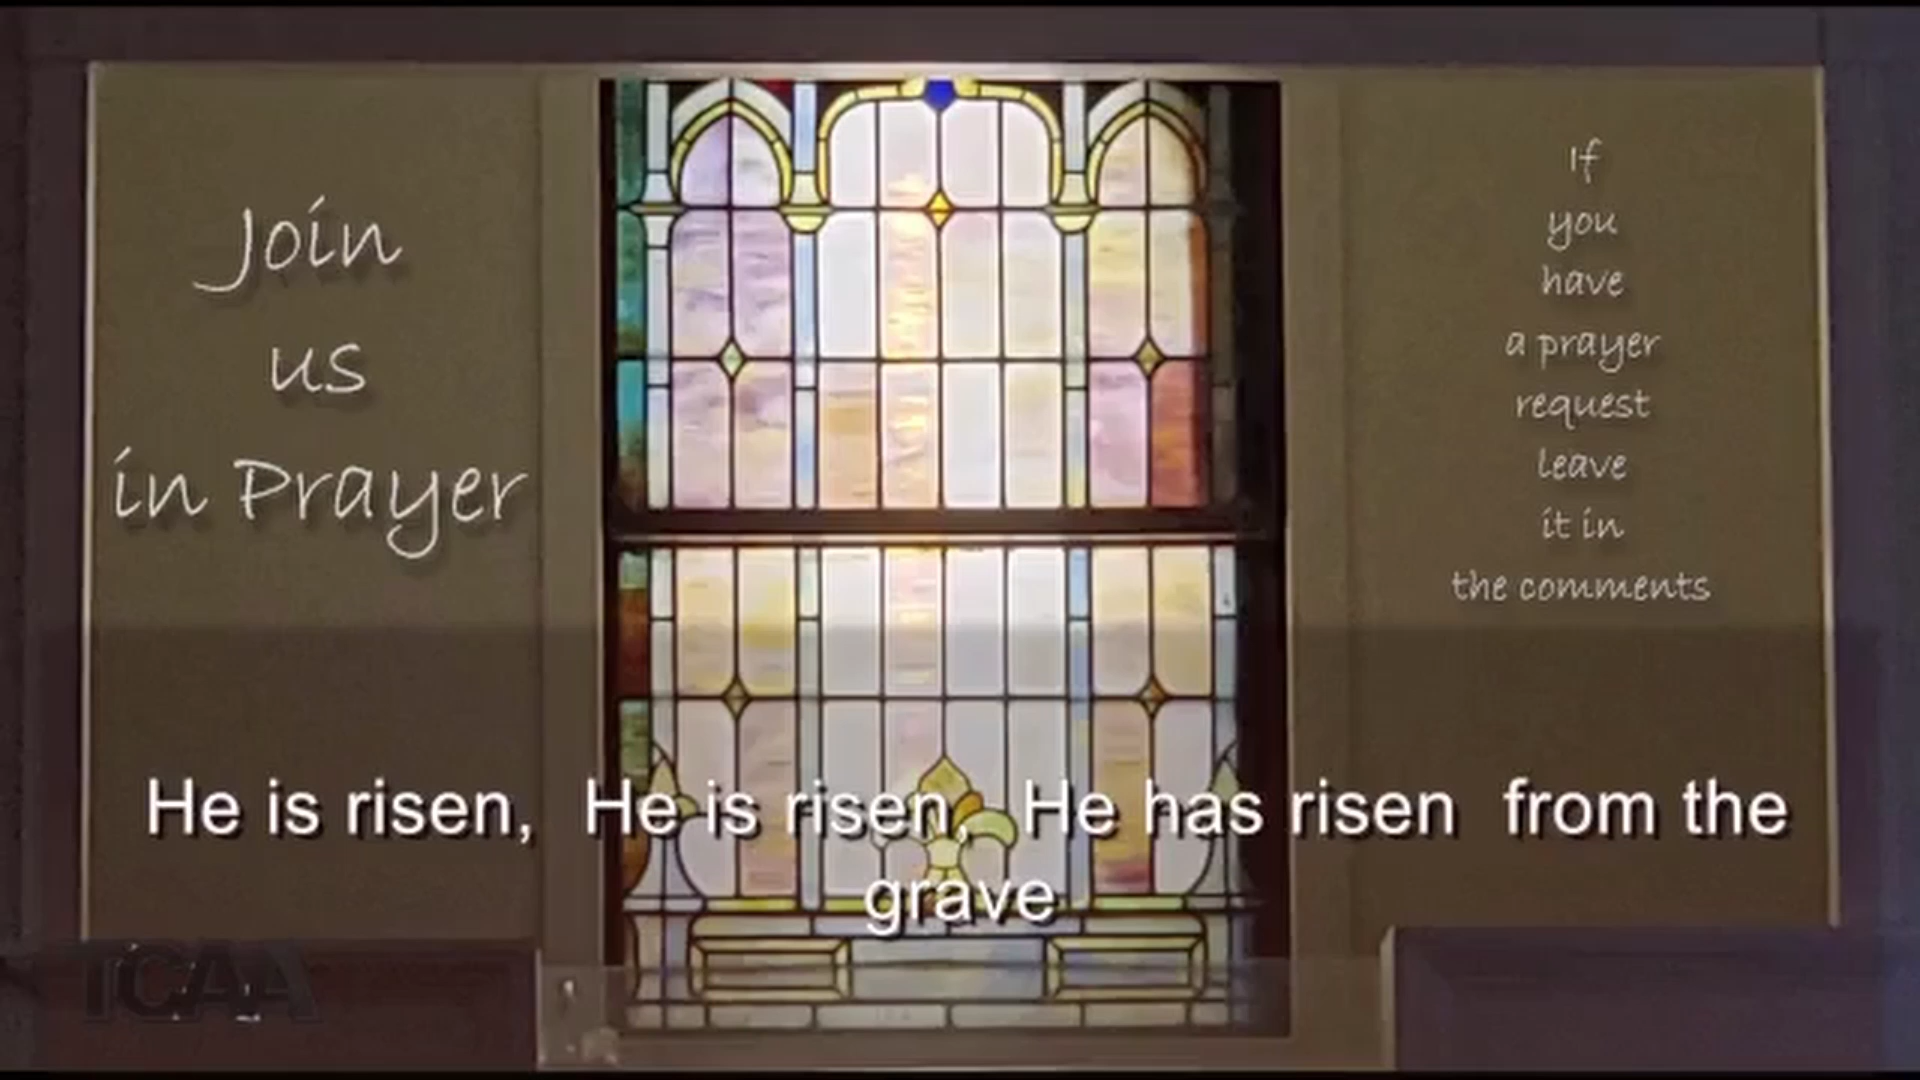 Join
us
in Prayer
If
you
have
a prayer
request
leave
it in
the comments
He is risen, He is risen, He has risen from the
grave
TCAA